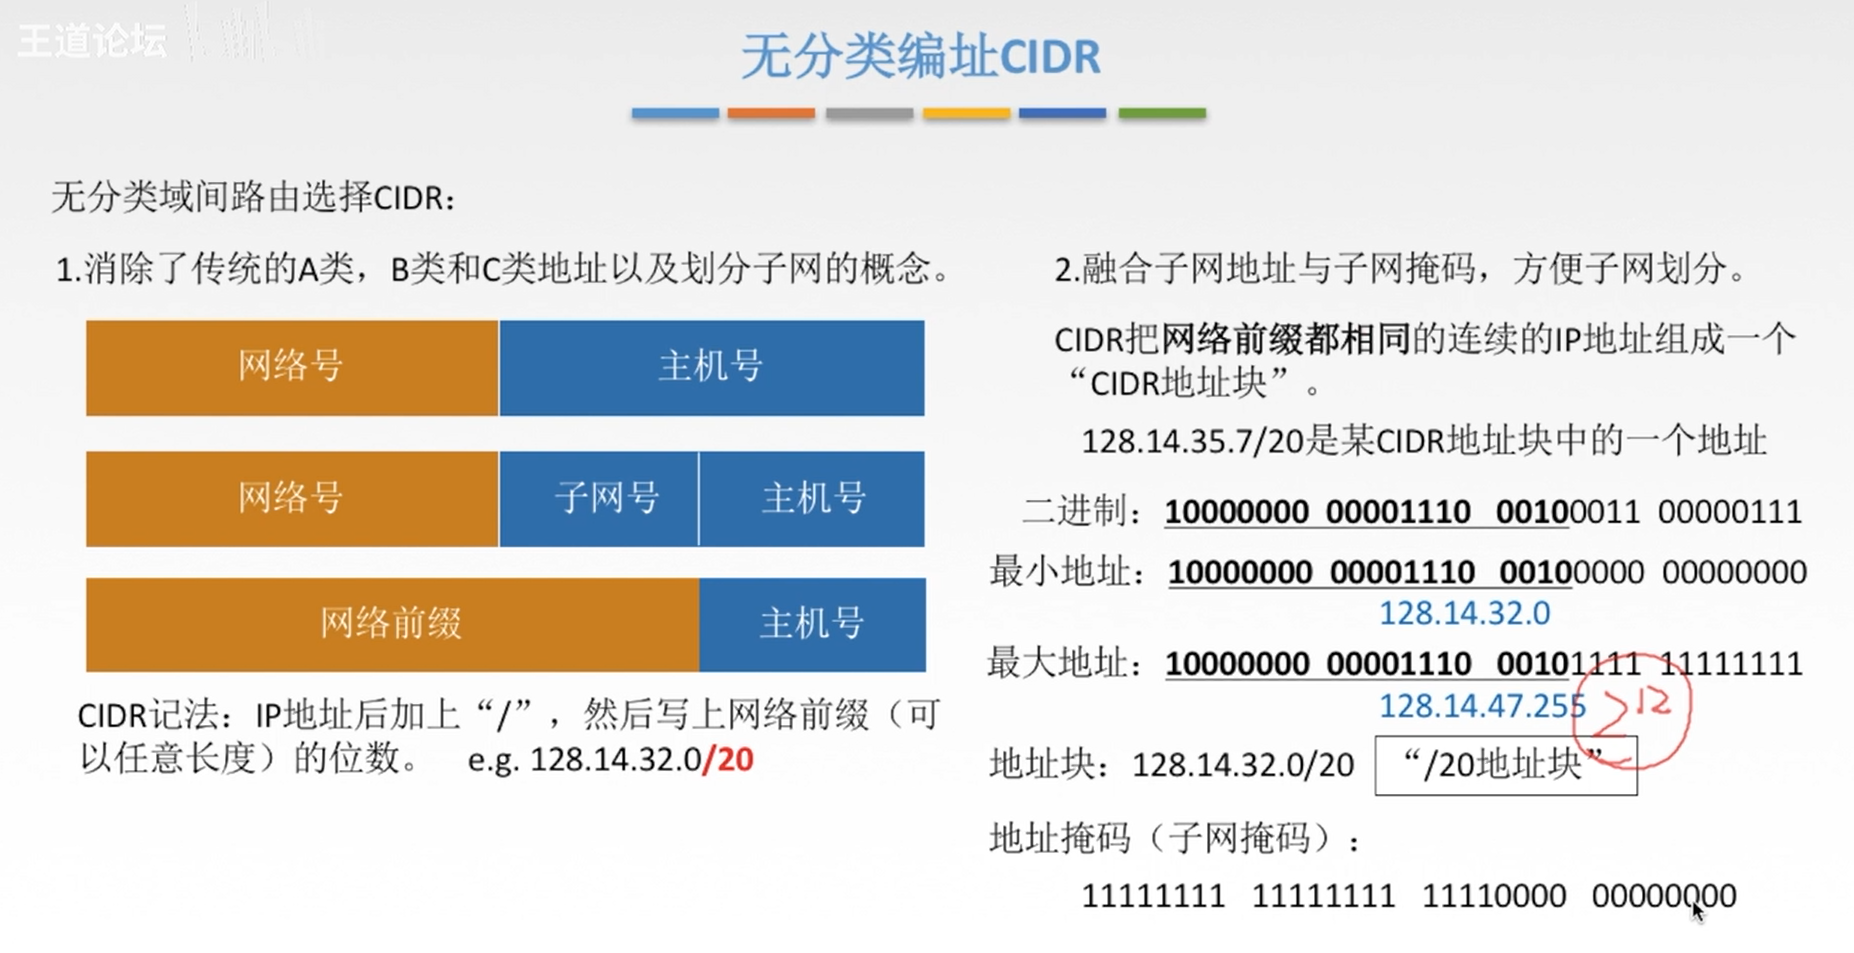 王道论坛
无分类编址CIDR
无分类域间路由选择CIDR：
1.消除了传统的A类，B类和C类地址以及划分子网的概念。
网络号 主机号
网络号 子网号 主机号
网络前缀 主机号
CIDR记法：IP地址后加上“/”，然后写上网络前缀（可
以任意长度）的位数。 e.g. 128.14.32.0/20
2.融合子网地址与子网掩码，方便子网划分。
CIDR把网络前缀都相同的连续的IP地址组成一个
“CIDR地址块”。
128.14.35.7/20是某CIDR地址块中的一个地址
二进制：10000000 00001110 00100011 00000111
最小地址：10000000 00001110 00100000 00000000
128.14.32.0
最大地址：10000000 00001110 00101111 11111111
128.14.47.255
2^12
地址块：128.14.32.0/20 “/20地址块”
地址掩码（子网掩码）：
11111111 11111111 11110000 00000000